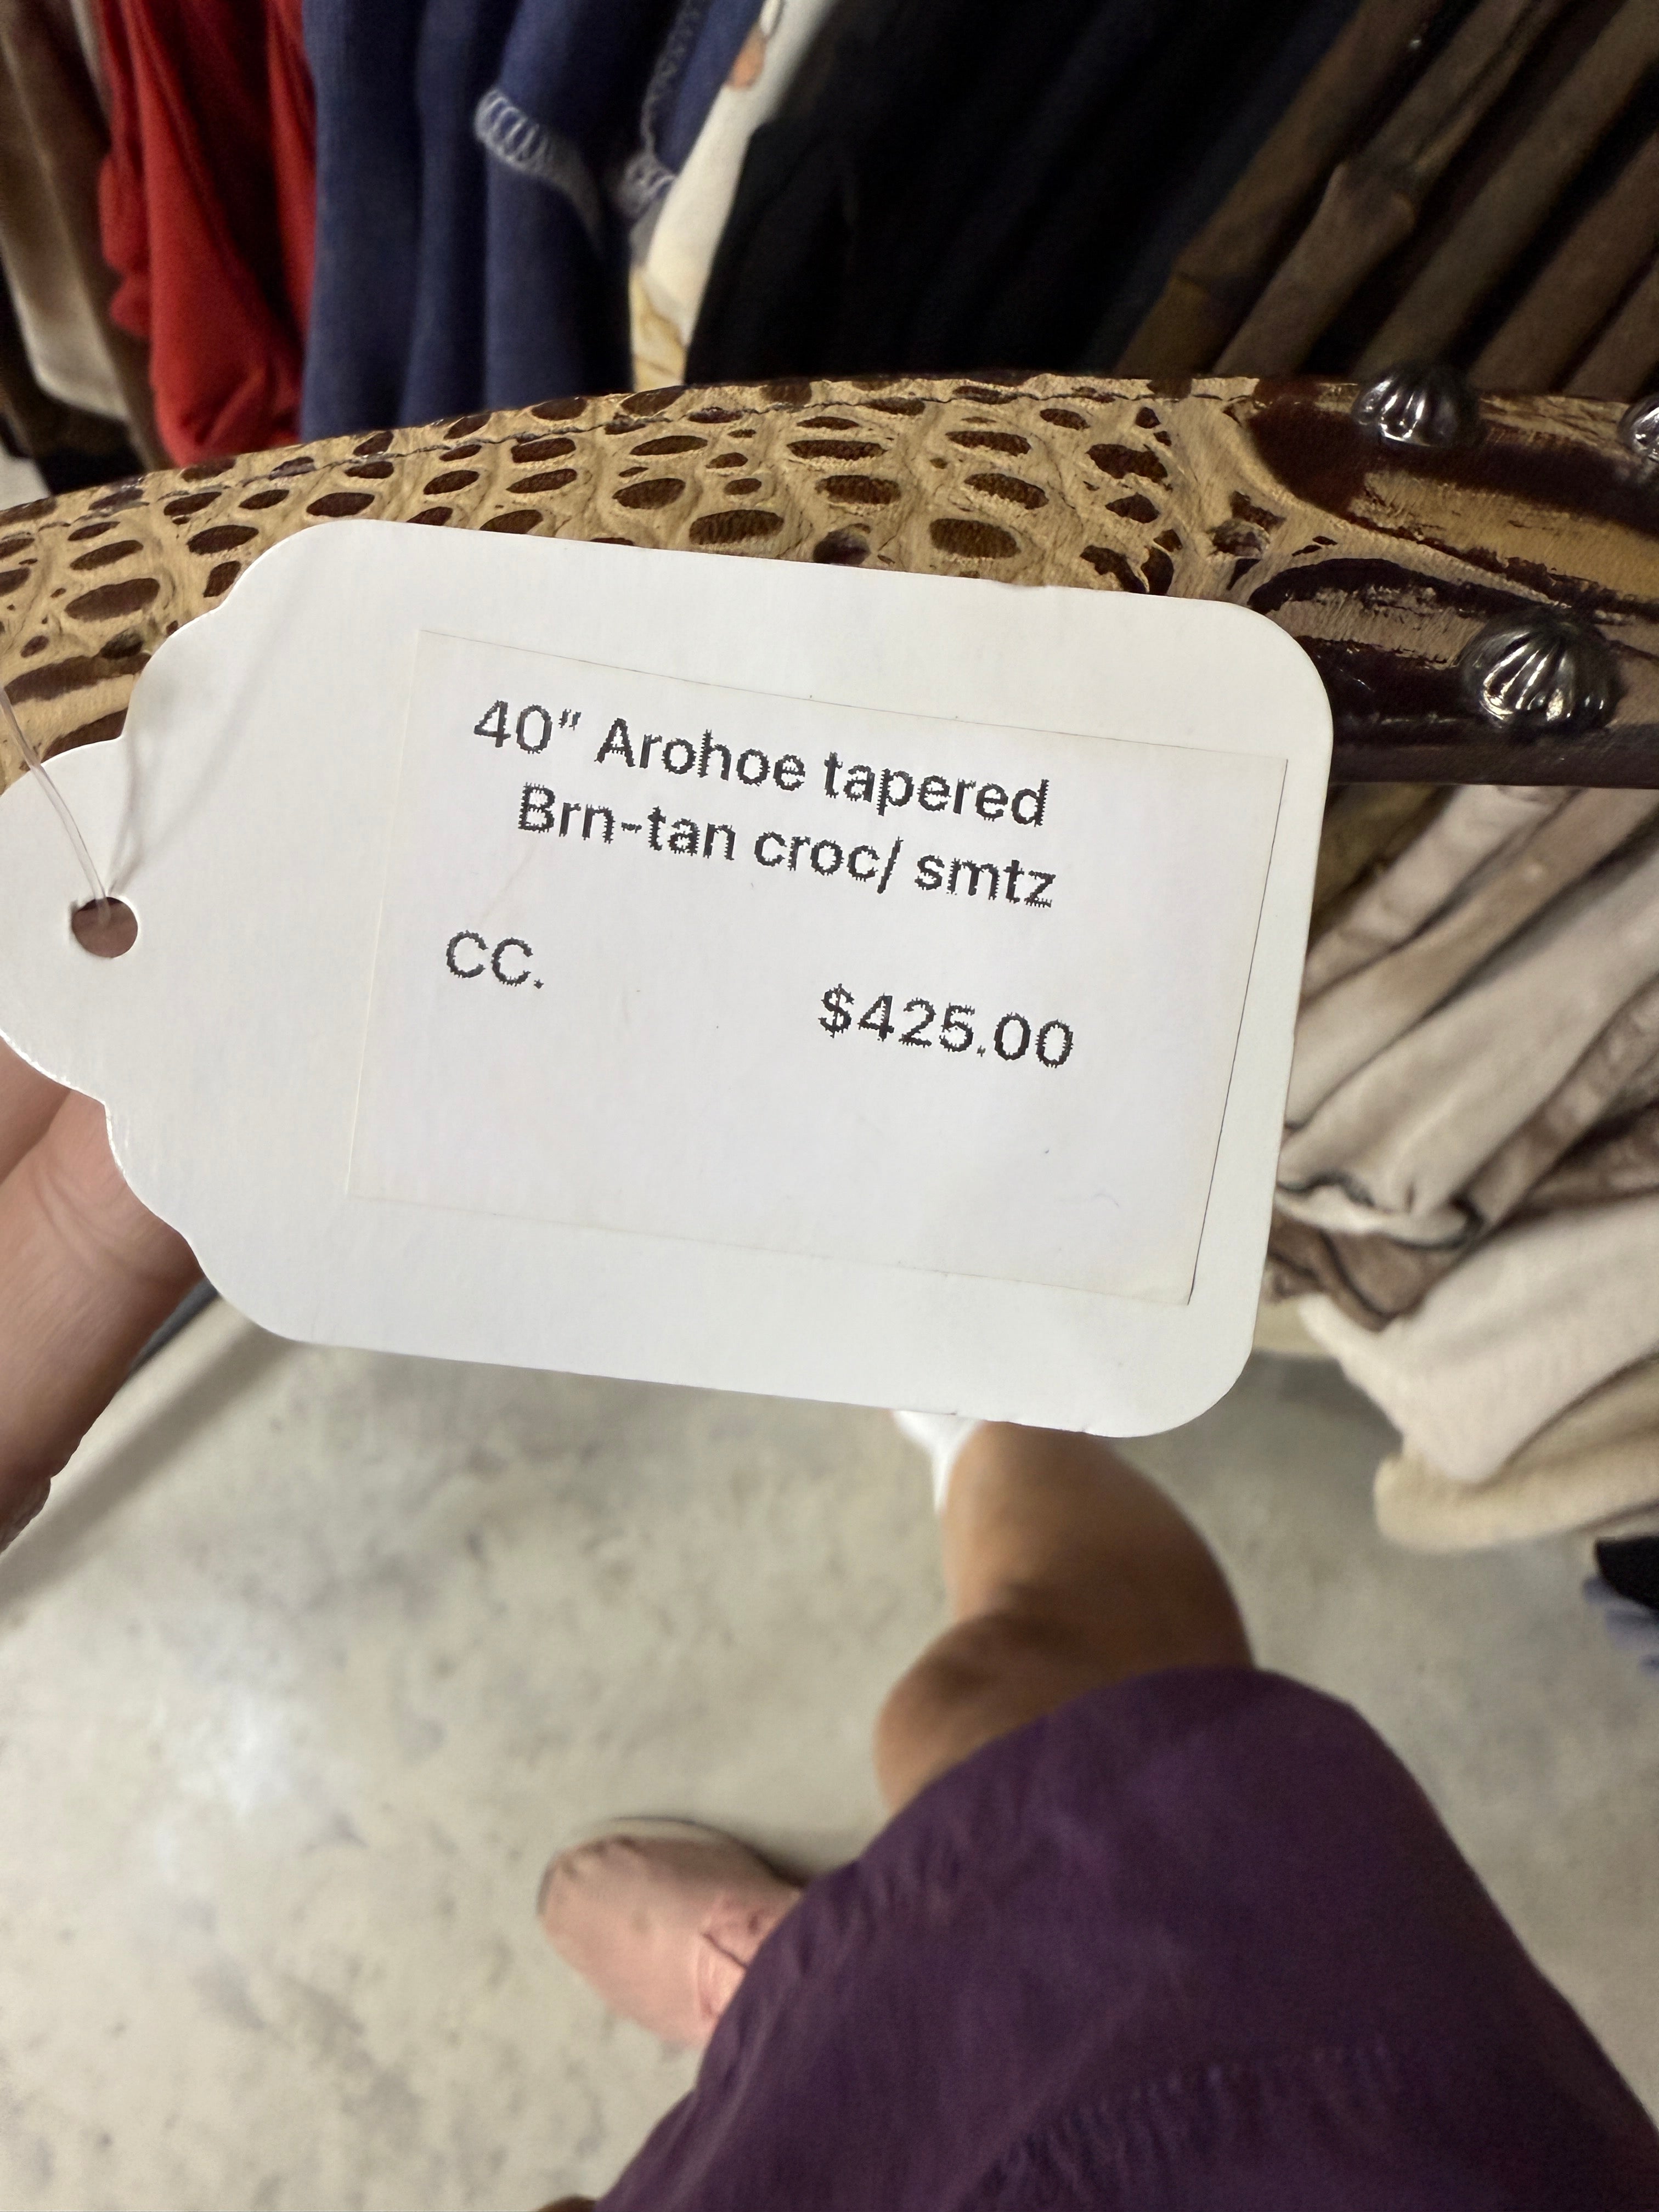 40" Arohoe tapered
Brn-tan croc/ smtz
CC.
$425.00